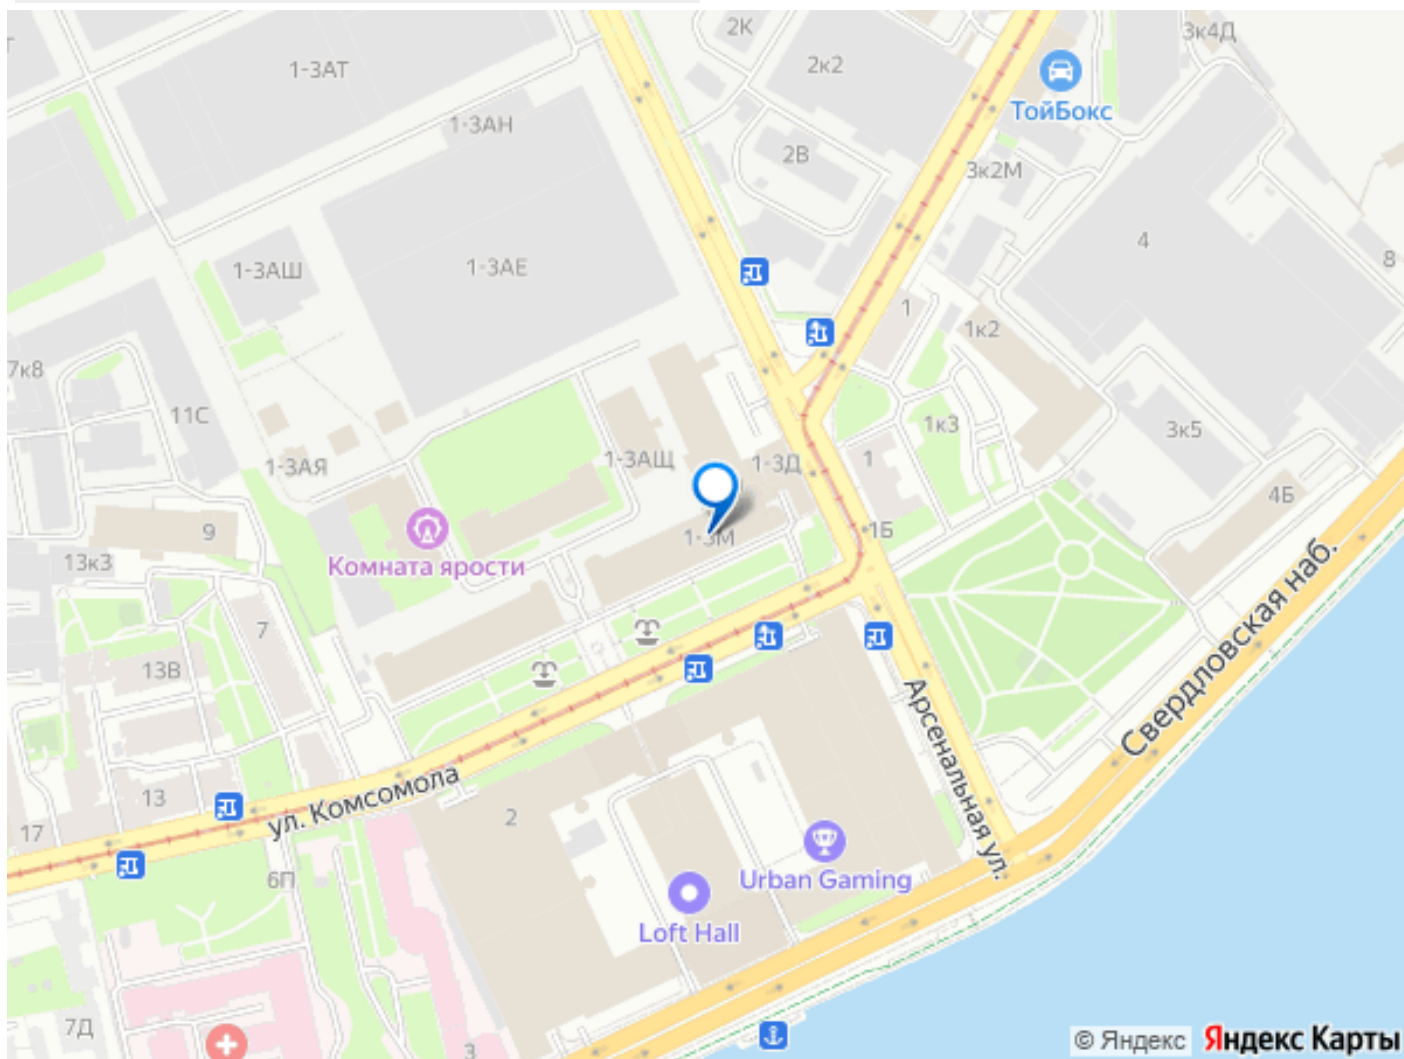 2К
3к4Д
1-3АТ
2к2
ТойБокс
1-3АН
2В
3к2М
4
1-3АШ
1-3АЕ
8
1
1к2
7к8
11С
1к3
3к5
1-3АЩ
1-3Д
1
1-3АЯ
4Б
9
1-3М
1Б
13к3
Комната ярости
7
13В
Свердловская наб.
Арсенальная ул.
ул. Комсомола
13
17
2
6П
Urban Gaming
Loft Hall
7Д
3
© Яндекс Яндекс Карты